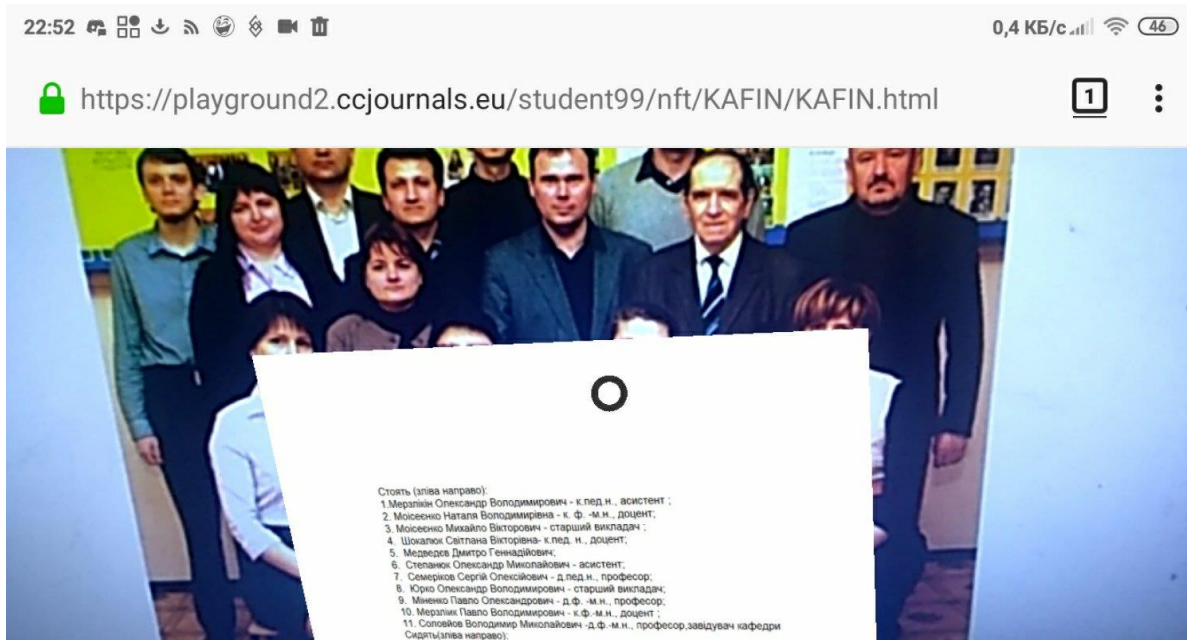 22:52
0,4 КБ/с
46
https://playground2.ccjournals.eu/student99/nft/KAFIN/KAFIN.html
1
Стоять (зліва направо):
1.Мерзлікін Олександр Володимирович - к.пед.н., асистент ;
2. Моісеєнко Наталя Володимирівна - к. ф. -м.н., доцент;
3. Моісеєнко Михайло Вікторович - старший викладач ;
4. Шокалюк Світлана Вікторівна- к.пед. н., доцент;
5. Медведєв Дмитро Геннадійович;
6. Степанюк Олександр Миколайович - асистент;
7. Семеріков Сергій Олексійович - д.пед.н., професор;
8. Юрко Олександр Володимирович - старший викладач;
9. Міненко Павло Олександрович - д.ф. -м.н., професор;
10. Мерзлик Павло Володимирович - к.ф.-м.н., доцент ;
11. Соловйов Володимир Миколайович -д.ф.-м.н., професор,завідувач кафедри
Сидять(зліва направо):